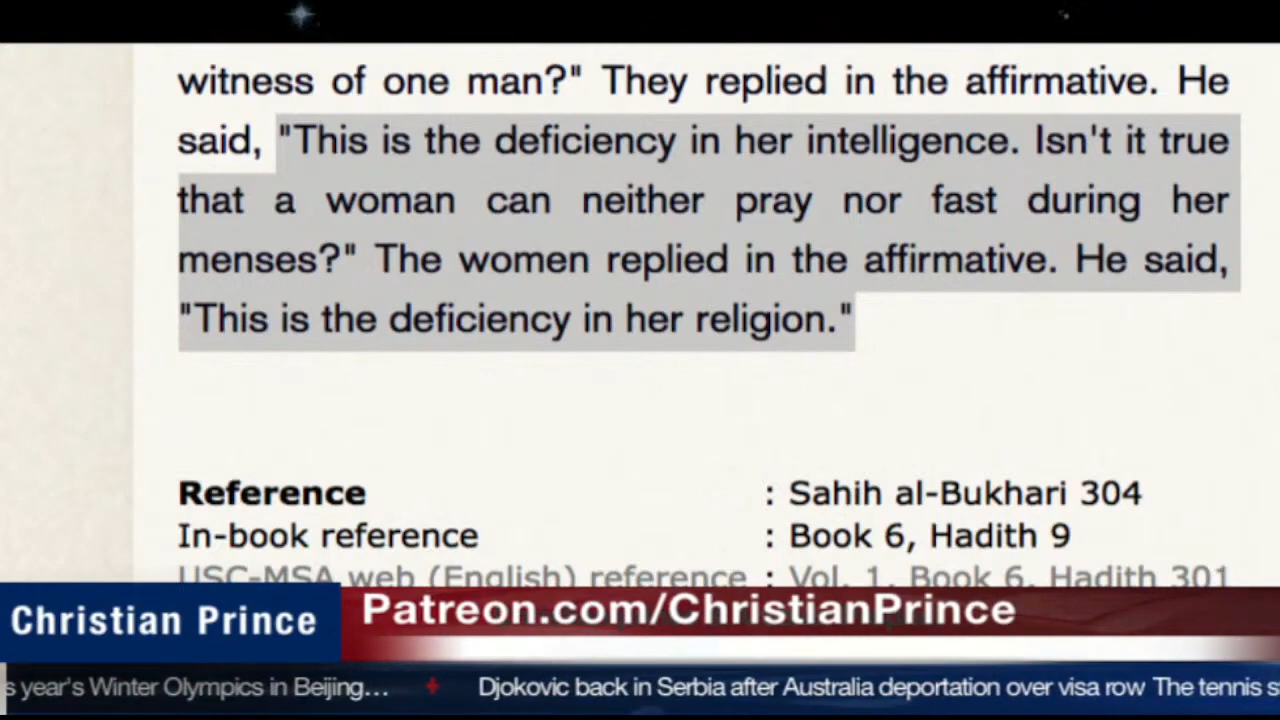 witness of one man?" They replied in the affirmative. He
said, "This is the deficiency in her intelligence. Isn't it true
that a woman can neither pray nor fast during her
menses?" The women replied in the affirmative. He said,
"This is the deficiency in her religion."
Reference : Sahih al-Bukhari 304
In-book reference : Book 6, Hadith 9
USC-MSA web (English) reference : Vol. 1, Book 6, Hadith 301
Christian Prince
Patreon.com/ChristianPrince
s year's Winter Olympics in Beijing... Djokovic back in Serbia after Australia deportation over visa row The tennis s